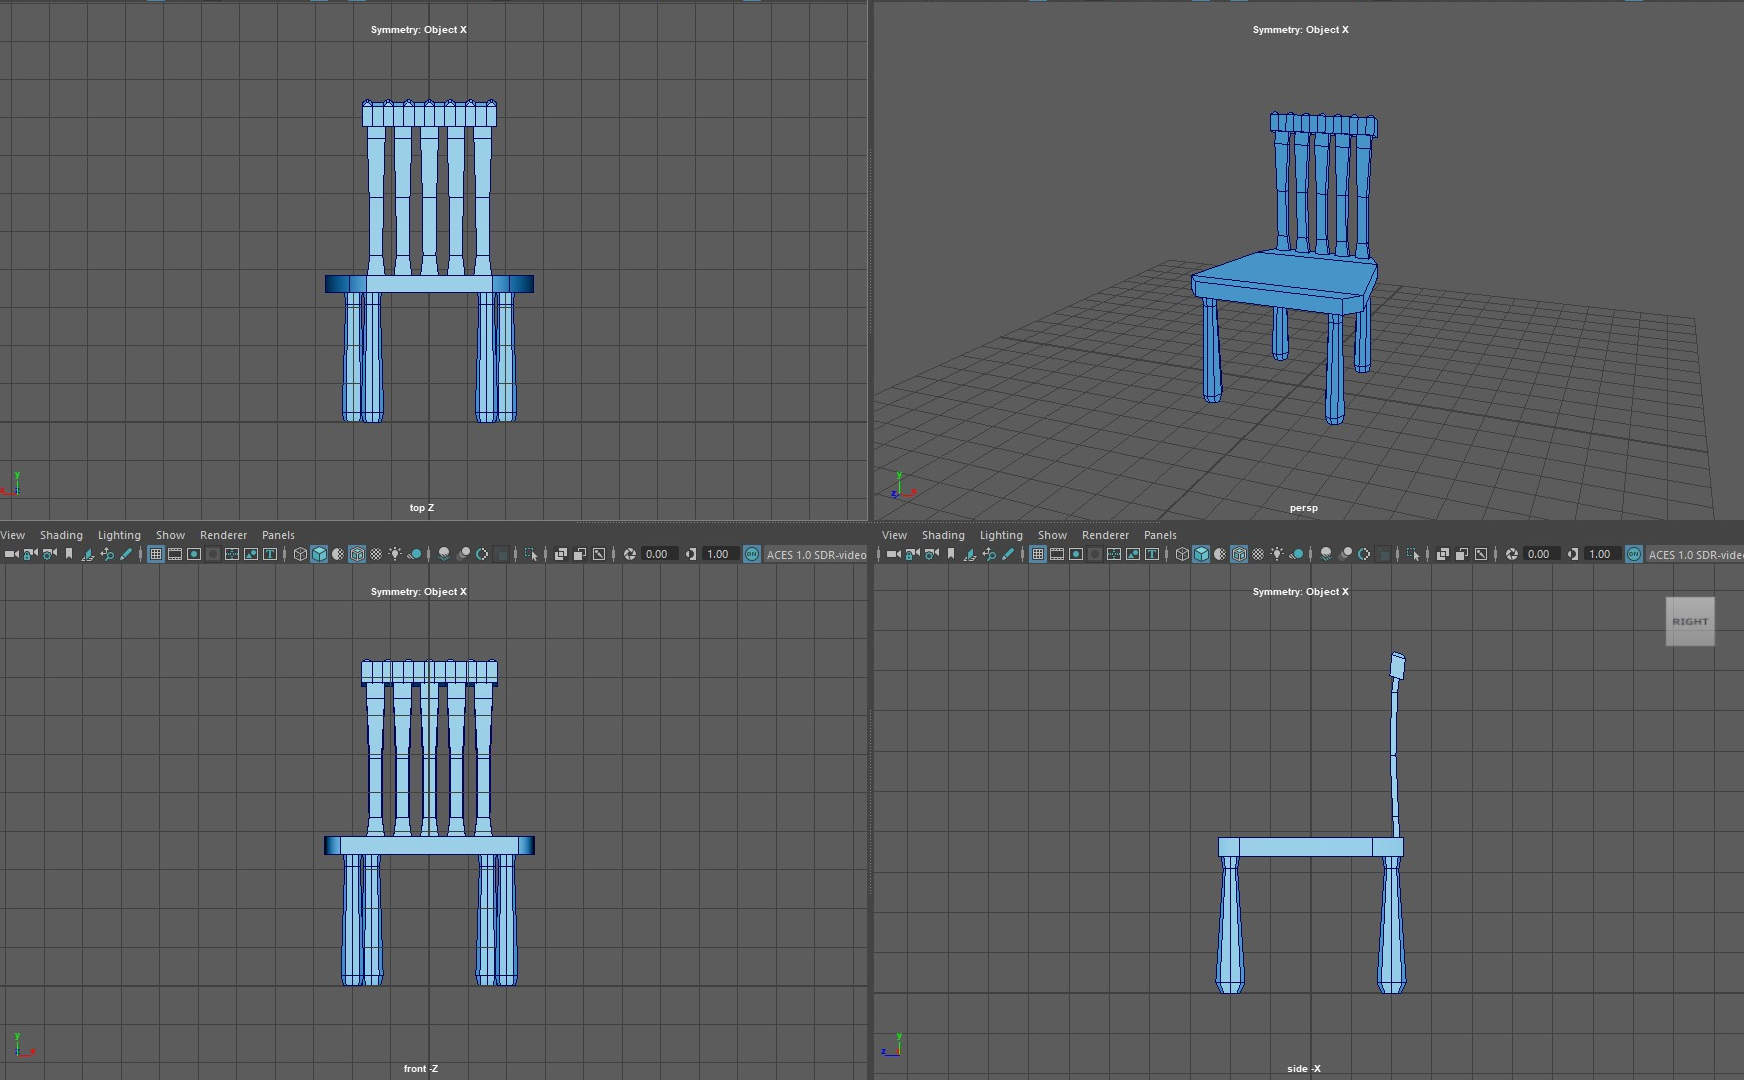 Symmetry: Object X
Symmetry: Object X
y
y
x
z
top Z
persp
View Shading Lighting Show Renderer Panels
View Shading Lighting Show Renderer Panels
0.00 1.00 ON ACES 1.0 SDR-video
0.00 1.00 ON ACES 1.0 SDR-vide
Symmetry: Object X
Symmetry: Object X
RIGHT
y
x
y
z
front -Z
side -X